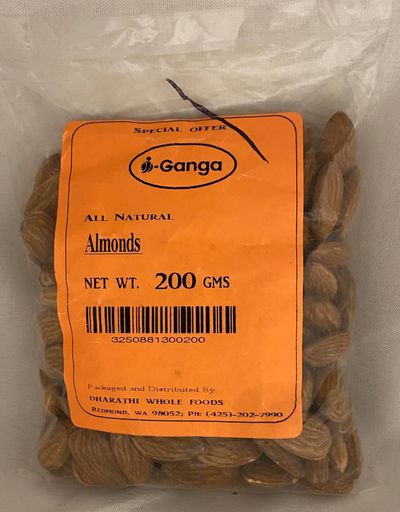 SPECIAL OFFER
i-Ganga
ALL NATURAL
Almonds
NET WT. 200 GMS
3250881300200
Packaged and Distributed By
DHARATHI WHOLE FOODS
REDMOND, WA 98052; PH: (425)-202-7990